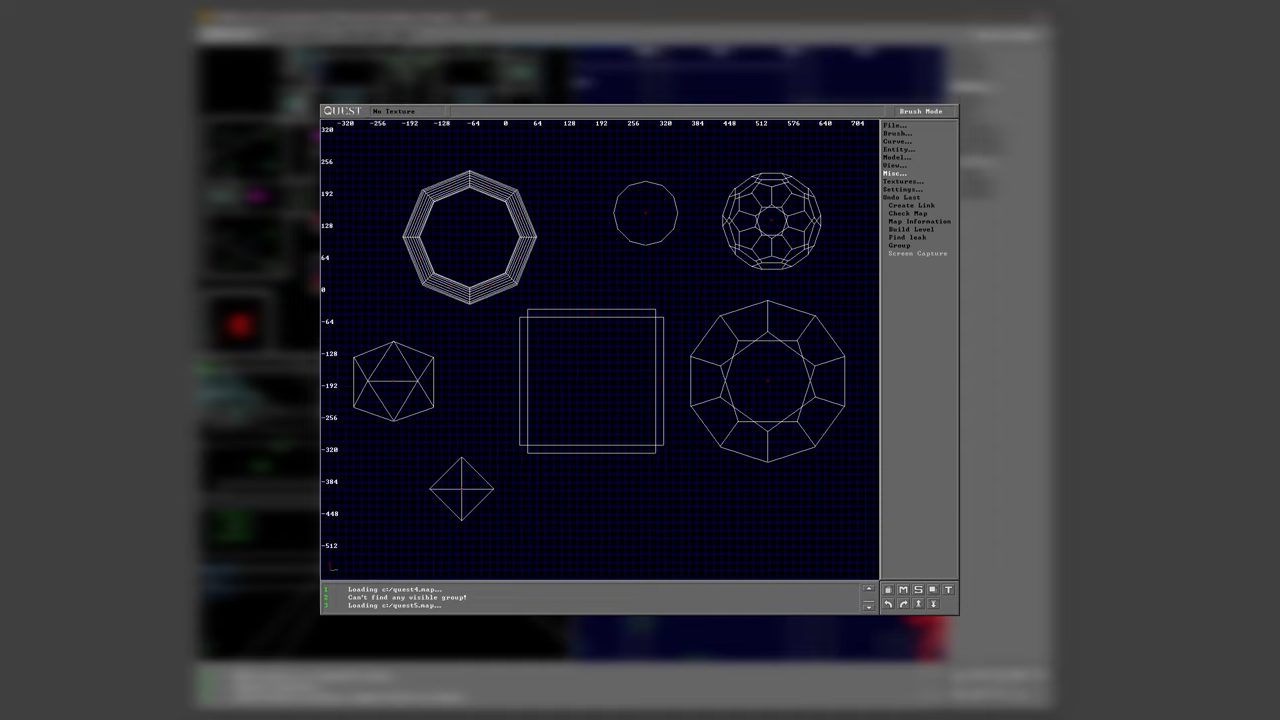 QUEST No Texture Brush Mode
-320 -256 -192 -128 -64 0 64 128 192 256 320 384 448 512 576 640 704
320
256
192
128
64
0
-64
-128
-192
-256
-320
-384
-448
-512
File...
Brush...
Curve...
Entity...
Model...
View...
Misc...
Textures...
Settings...
Undo Last
Create Link
Check Map
Map Information
Build Level
Find leak
Group
Screen Capture
1 Loading c:/quest4.map...
2 Can't find any visible group!
3 Loading c:/quest5.map...
M S T